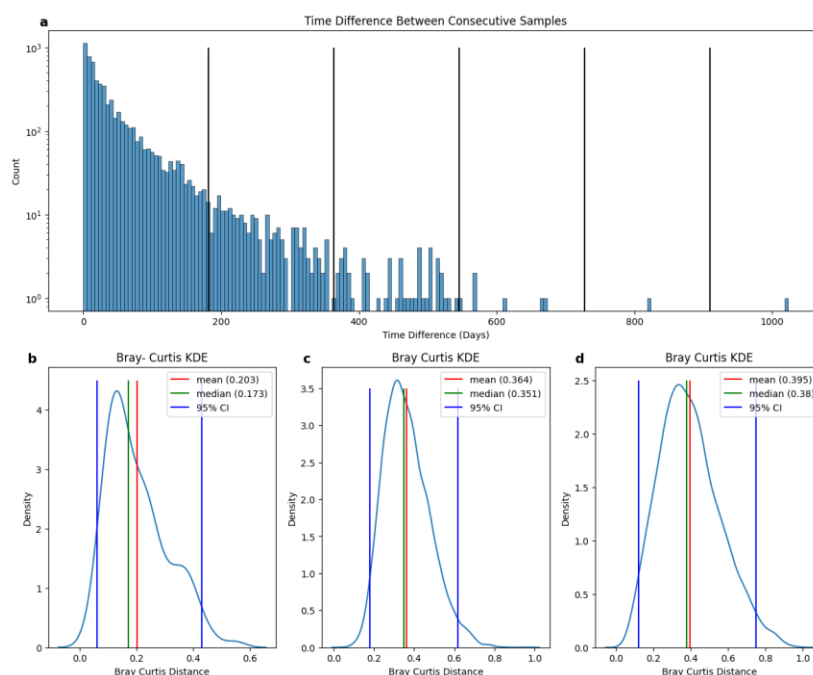 a
Time Difference Between Consecutive Samples
10³
10²
10¹
10⁰
Count
0 200 400 600 800 1000
Time Difference (Days)
b
Bray- Curtis KDE
mean (0.203)
median (0.173)
95% CI
4
3
2
1
0
Density
0.0 0.2 0.4 0.6
Bray Curtis Distance
c
Bray Curtis KDE
mean (0.364)
median (0.351)
95% CI
3.5
3.0
2.5
2.0
1.5
1.0
0.5
0.0
Density
0.0 0.2 0.4 0.6 0.8 1.0
Bray Curtis Distance
d
Bray Curtis KDE
mean (0.395)
median (0.38)
95% CI
2.5
2.0
1.5
1.0
0.5
0.0
Density
0.0 0.2 0.4 0.6 0.8 1.0
Bray Curtis Distance